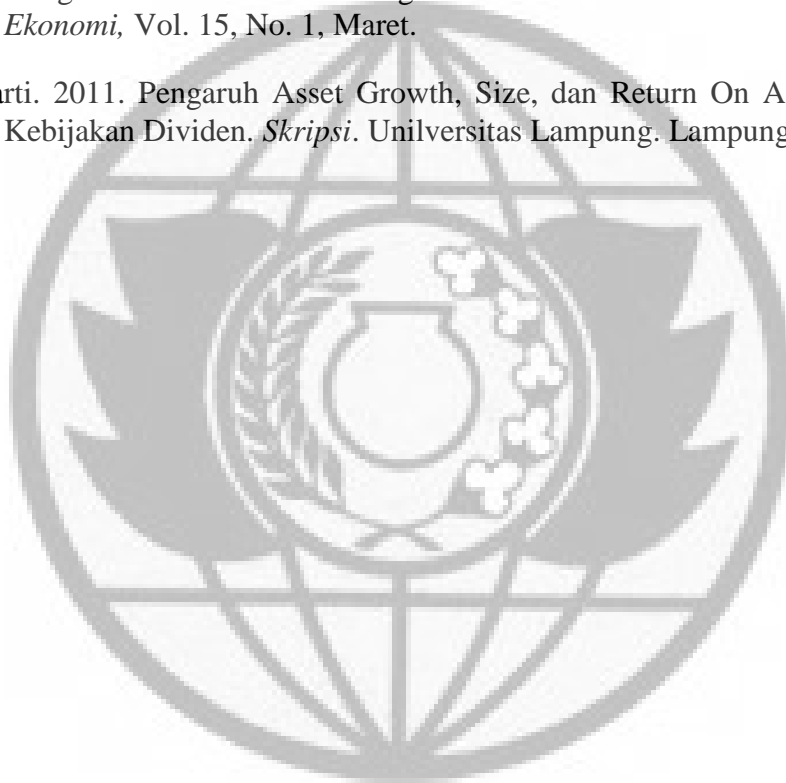 Ekonomi, Vol. 15, No. 1, Maret.
arti. 2011. Pengaruh Asset Growth, Size, dan Return On A
Kebijakan Dividen. Skripsi. Unilversitas Lampung. Lampung